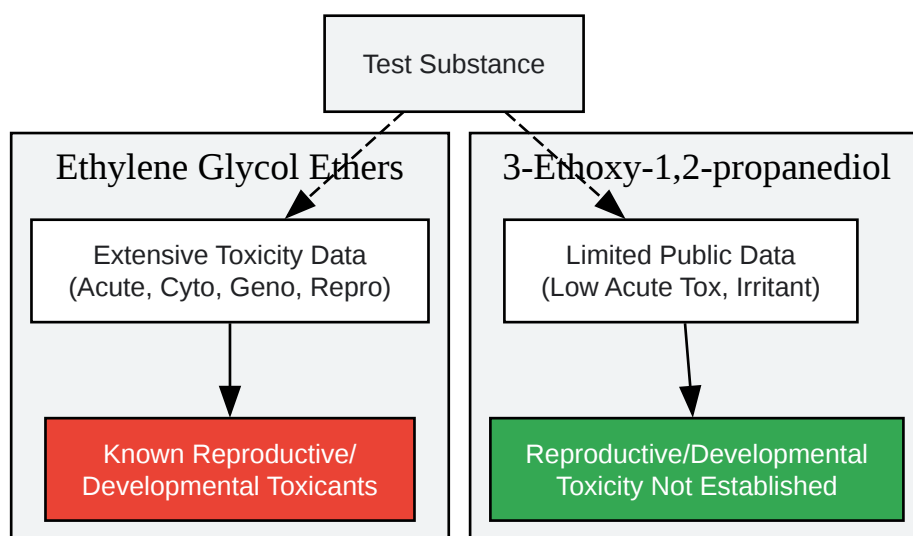 Test Substance
Ethylene Glycol Ethers
Extensive Toxicity Data
(Acute, Cyto, Geno, Repro)
Known Reproductive/
Developmental Toxicants
3-Ethoxy-1,2-propanediol
Limited Public Data
(Low Acute Tox, Irritant)
Reproductive/Developmental
Toxicity Not Established